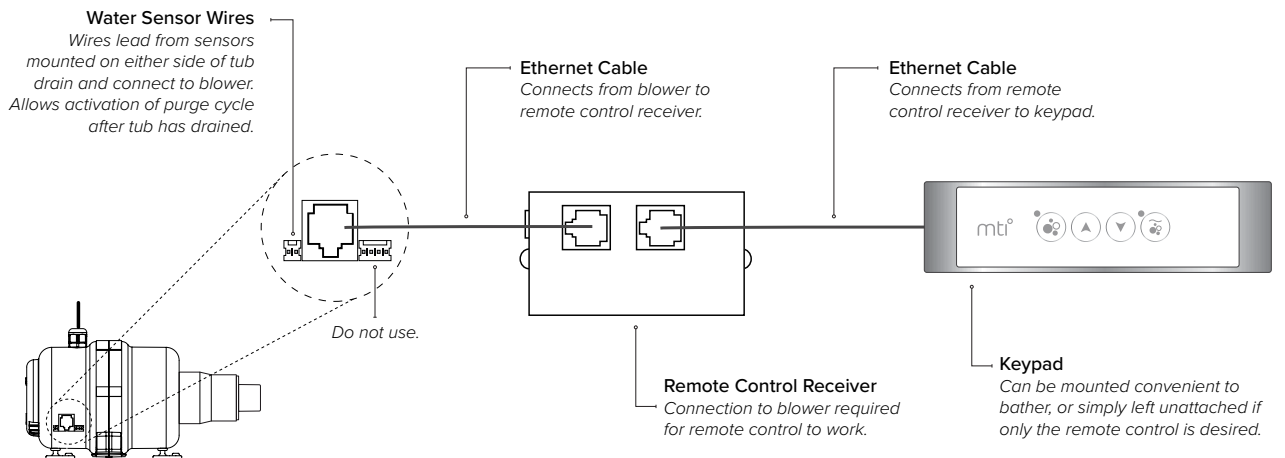 Water Sensor Wires
Wires lead from sensors
mounted on either side of tub
drain and connect to blower.
Allows activation of purge cycle
after tub has drained.
Ethernet Cable
Connects from blower to
remote control receiver.
Ethernet Cable
Connects from remote
control receiver to keypad.
mti°
Do not use.
Remote Control Receiver
Connection to blower required
for remote control to work.
Keypad
Can be mounted convenient to
bather, or simply left unattached if
only the remote control is desired.